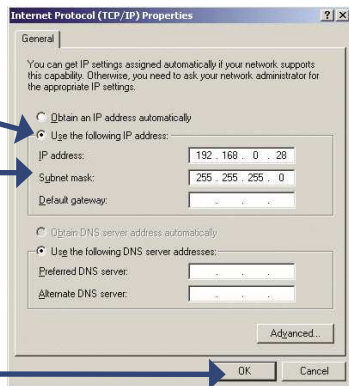 Internet Protocol (TCP/IP) Properties
General
You can get IP settings assigned automatically if your network supports
this capability. Otherwise, you need to ask your network administrator for
the appropriate IP settings.
Obtain an IP address automatically
Use the following IP address:
IP address: 192 . 168 . 0 . 28
Subnet mask: 255 . 255 . 255 . 0
Default gateway: . . .
Obtain DNS server address automatically
Use the following DNS server addresses:
Preferred DNS server: . . .
Alternate DNS server: . . .
Advanced...
OK Cancel